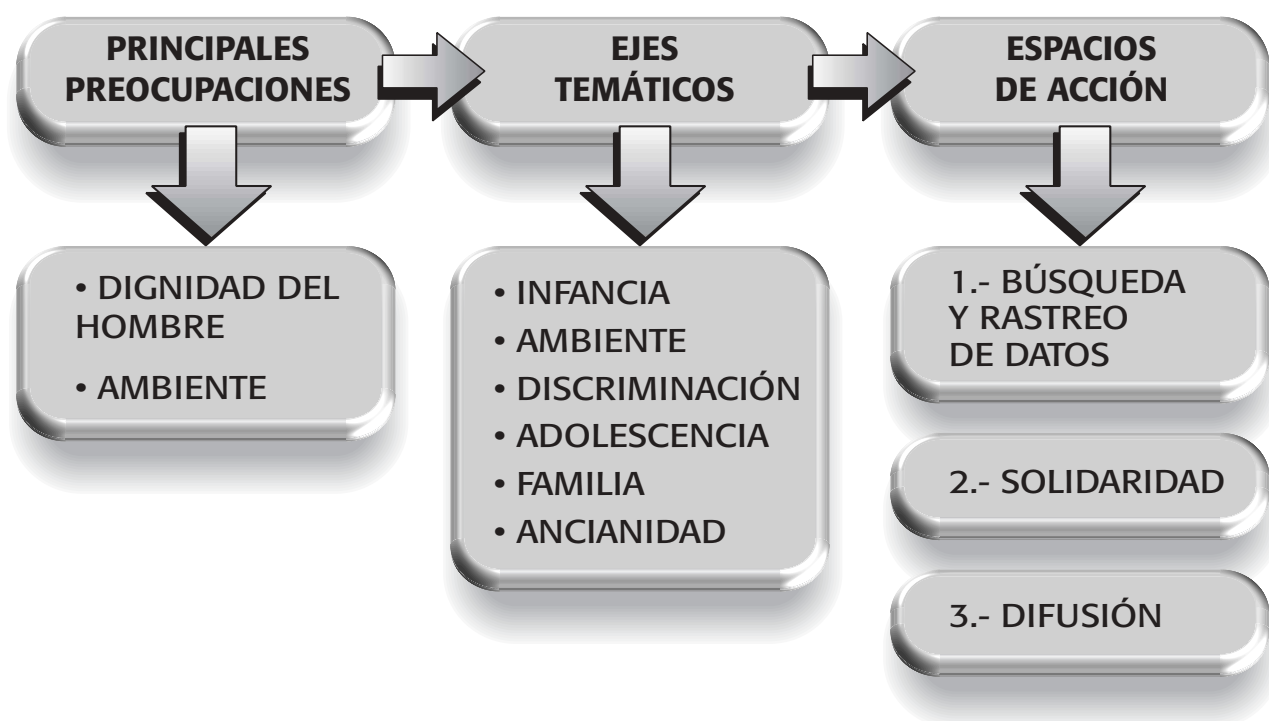 PRINCIPALES
PREOCUPACIONES
EJES
TEMÁTICOS
ESPACIOS
DE ACCIÓN
• DIGNIDAD DEL
HOMBRE
• AMBIENTE
• INFANCIA
• AMBIENTE
• DISCRIMINACIÓN
• ADOLESCENCIA
• FAMILIA
• ANCIANIDAD
1.- BÚSQUEDA
Y RASTREO
DE DATOS
2.- SOLIDARIDAD
3.- DIFUSIÓN